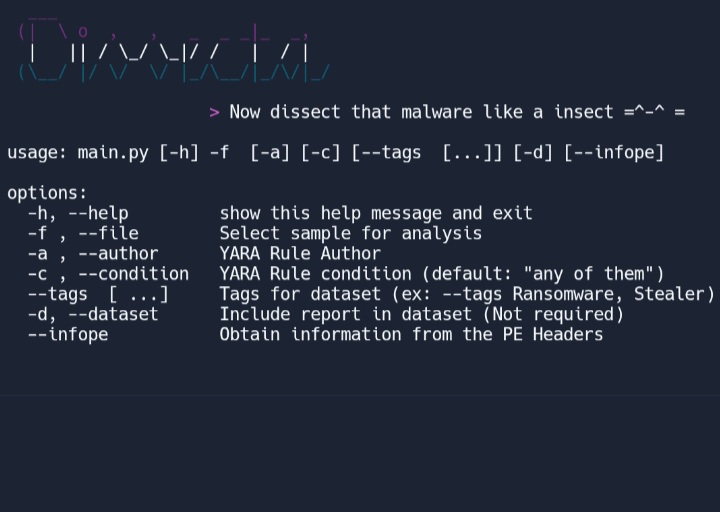 > Now dissect that malware like a insect =^-^ =
usage: main.py [-h] -f  [-a] [-c] [--tags  [...]] [-d] [--infope]
options:
-h, --help            show this help message and exit
-f , --file           Select sample for analysis
-a , --author         YARA Rule Author
-c , --condition      YARA Rule condition (default: "any of them")
--tags  [ ...]        Tags for dataset (ex: --tags Ransomware, Stealer)
-d, --dataset         Include report in dataset (Not required)
--infope              Obtain information from the PE Headers